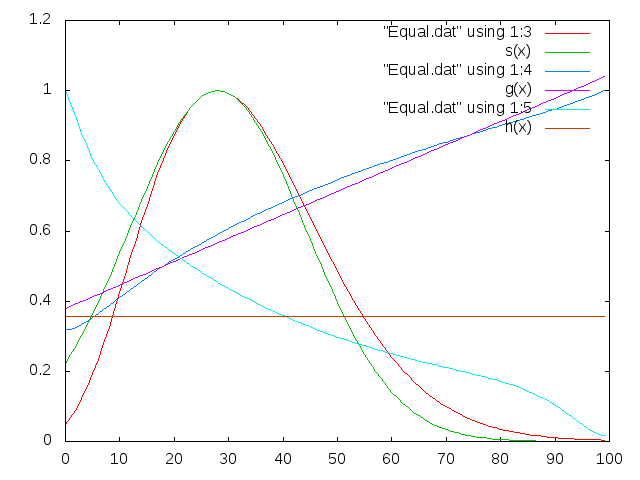 1.2
1
0.8
0.6
0.4
0.2
0
"Equal.dat" using 1:3
s(x)
"Equal.dat" using 1:4
g(x)
"Equal.dat" using 1:5
h(x)
0 10 20 30 40 50 60 70 80 90 100